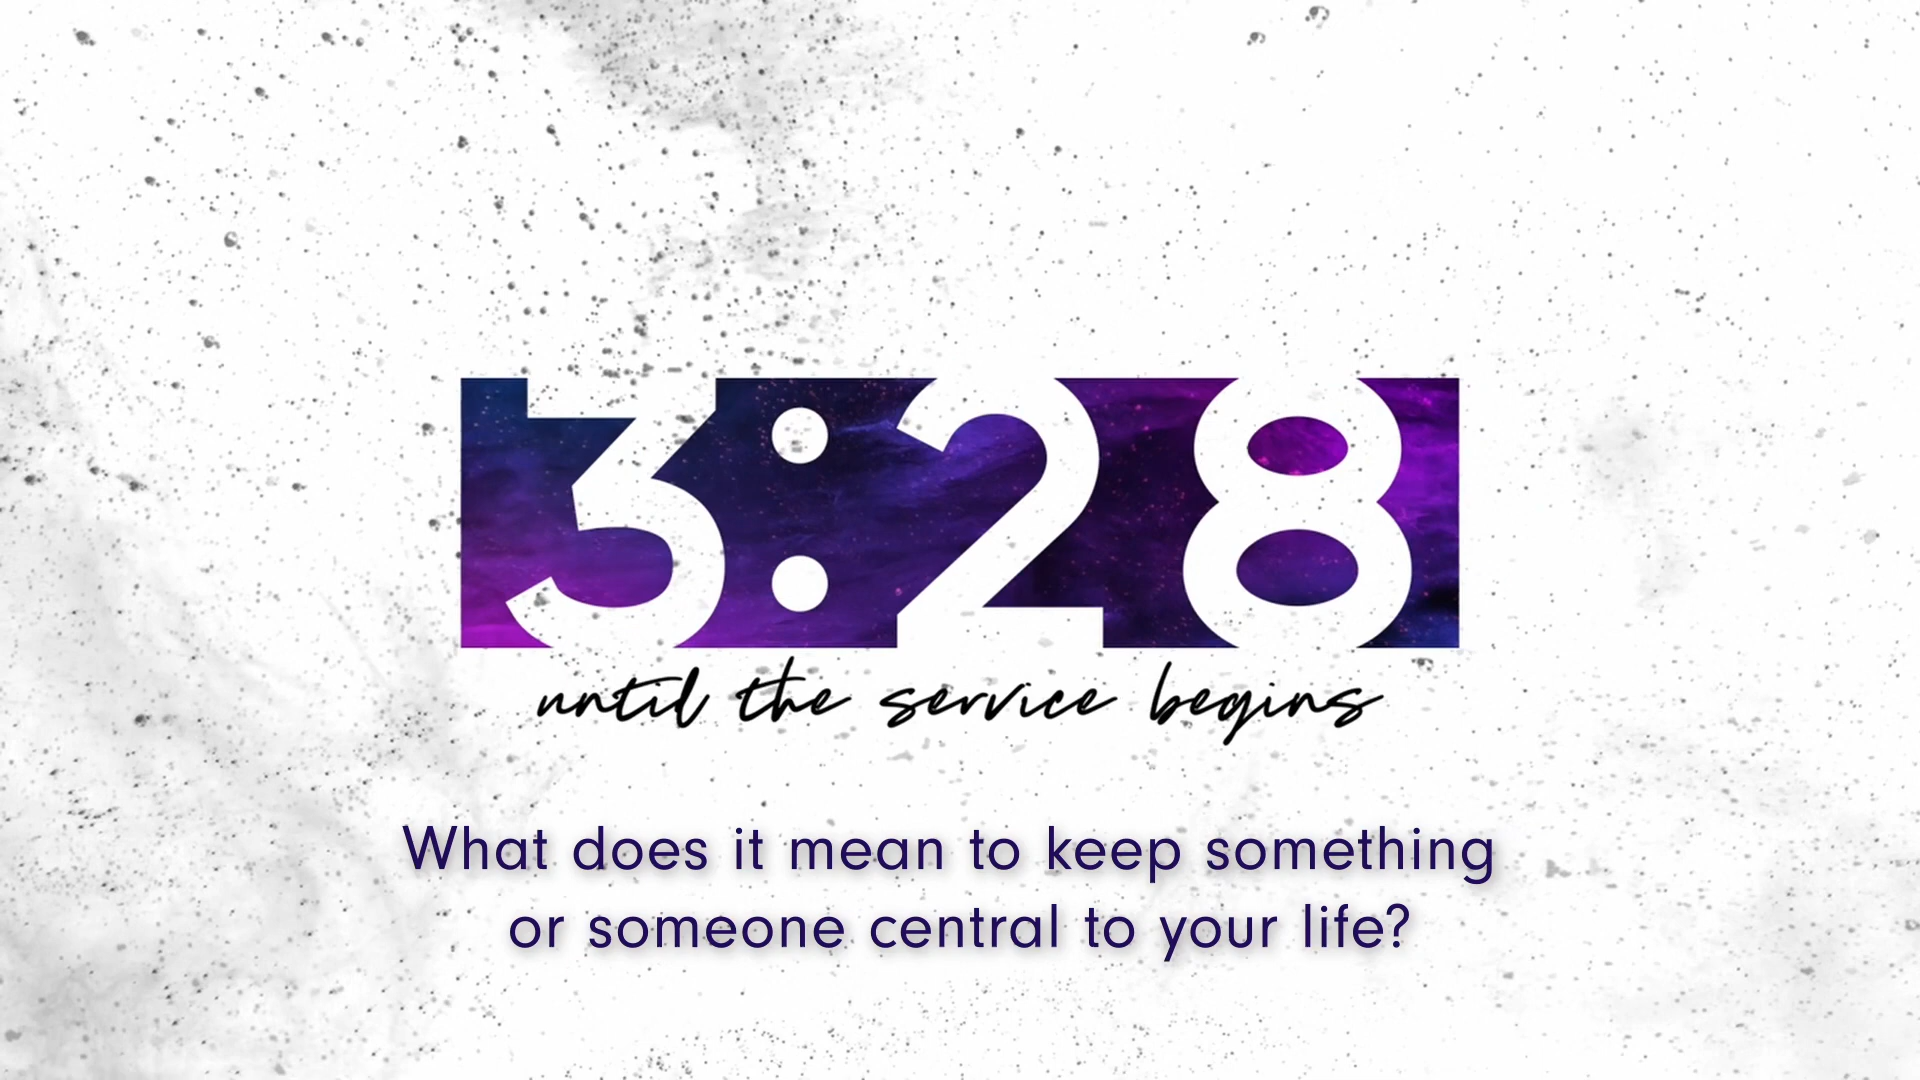 3:28
until the service begins
What does it mean to keep something
or someone central to your life?